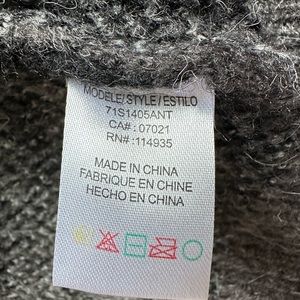 MODELE/STYLE/ESTILO
71S1405ANT
CA#: 07021
RN#: 114935
MADE IN CHINA
FABRIQUE EN CHINE
HECHO EN CHINA